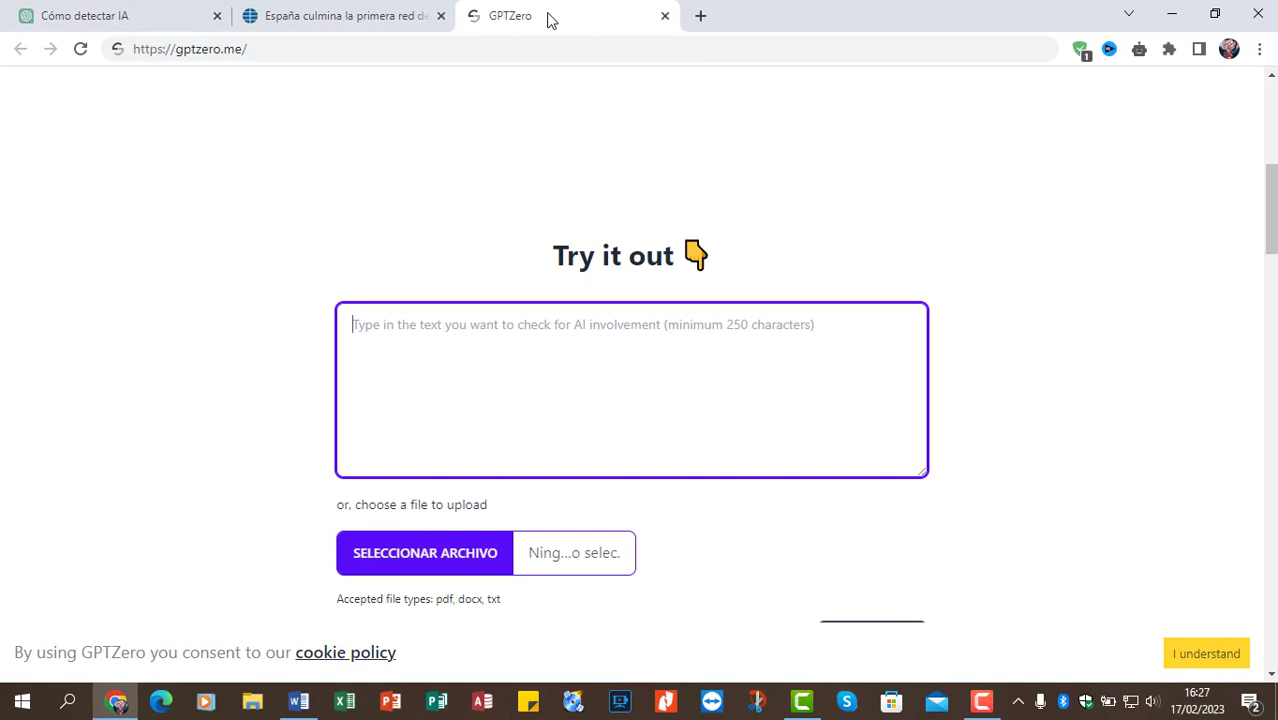 Cómo detectar IA
España culmina la primera red de
GPTZero
https://gptzero.me/
1
Try it out
Type in the text you want to check for AI involvement (minimum 250 characters)
or, choose a file to upload
SELECCIONAR ARCHIVO
Ning...o selec.
Accepted file types: pdf, docx, txt
By using GPTZero you consent to our cookie policy
I understand
16:27
17/02/2023
2